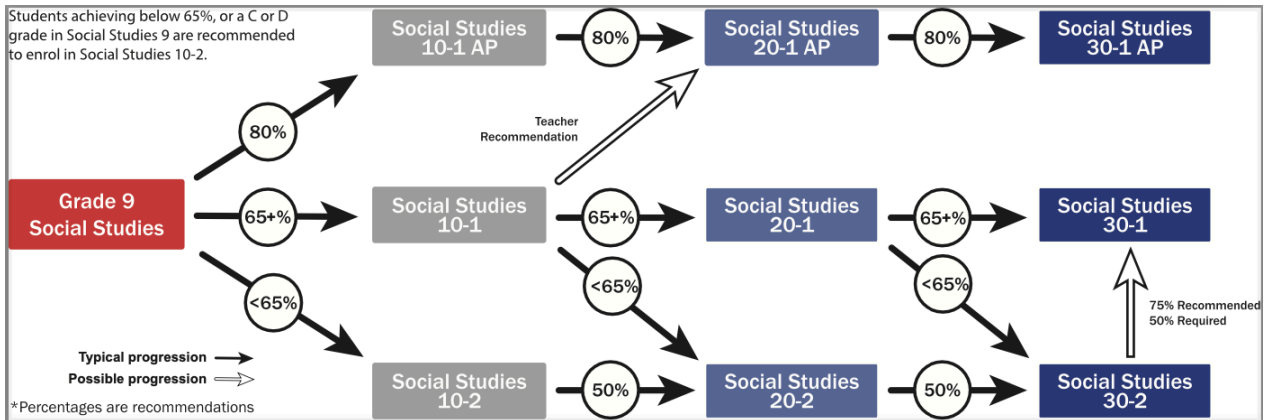 Students achieving below 65%, or a C or D
grade in Social Studies 9 are recommended
to enrol in Social Studies 10-2.
Social Studies
10-1 AP
80%
Social Studies
20-1 AP
80%
Social Studies
30-1 AP
Teacher
Recommendation
80%
Grade 9
Social Studies
65+%
Social Studies
10-1
65+%
Social Studies
20-1
65+%
Social Studies
30-1
<65%
<65%
<65%
75% Recommended
50% Required
Typical progression
Possible progression
*Percentages are recommendations
Social Studies
10-2
50%
Social Studies
20-2
50%
Social Studies
30-2